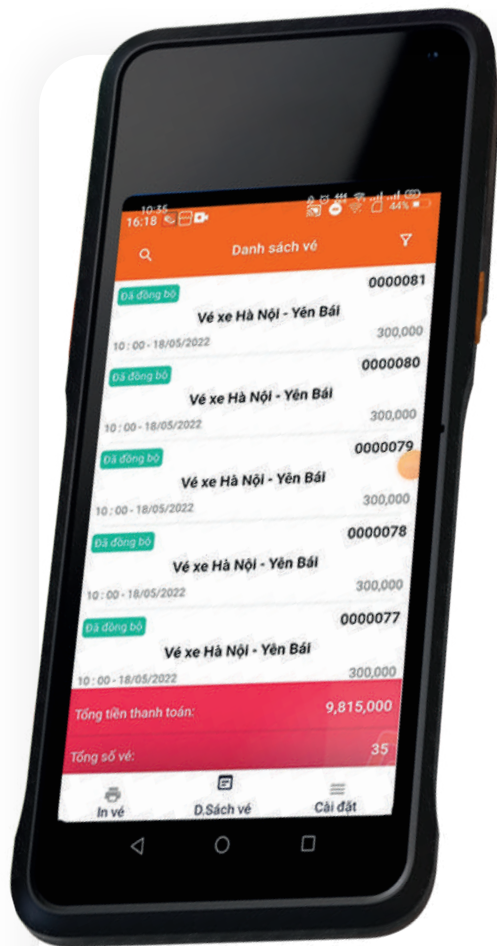 10:35
16:18
44%
Danh sách vé
Đã đồng bộ
0000081
Vé xe Hà Nội - Yên Bái
10 : 00 - 18/05/2022
300,000
Đã đồng bộ
0000080
Vé xe Hà Nội - Yên Bái
10 : 00 - 18/05/2022
300,000
Đã đồng bộ
0000079
Vé xe Hà Nội - Yên Bái
10 : 00 - 18/05/2022
300,000
Đã đồng bộ
0000078
Vé xe Hà Nội - Yên Bái
10 : 00 - 18/05/2022
300,000
Đã đồng bộ
0000077
Vé xe Hà Nội - Yên Bái
10 : 00 - 18/05/2022
300,000
Tổng tiền thanh toán:
9,815,000
Tổng số vé:
35
In vé
D.Sách vé
Cài đặt